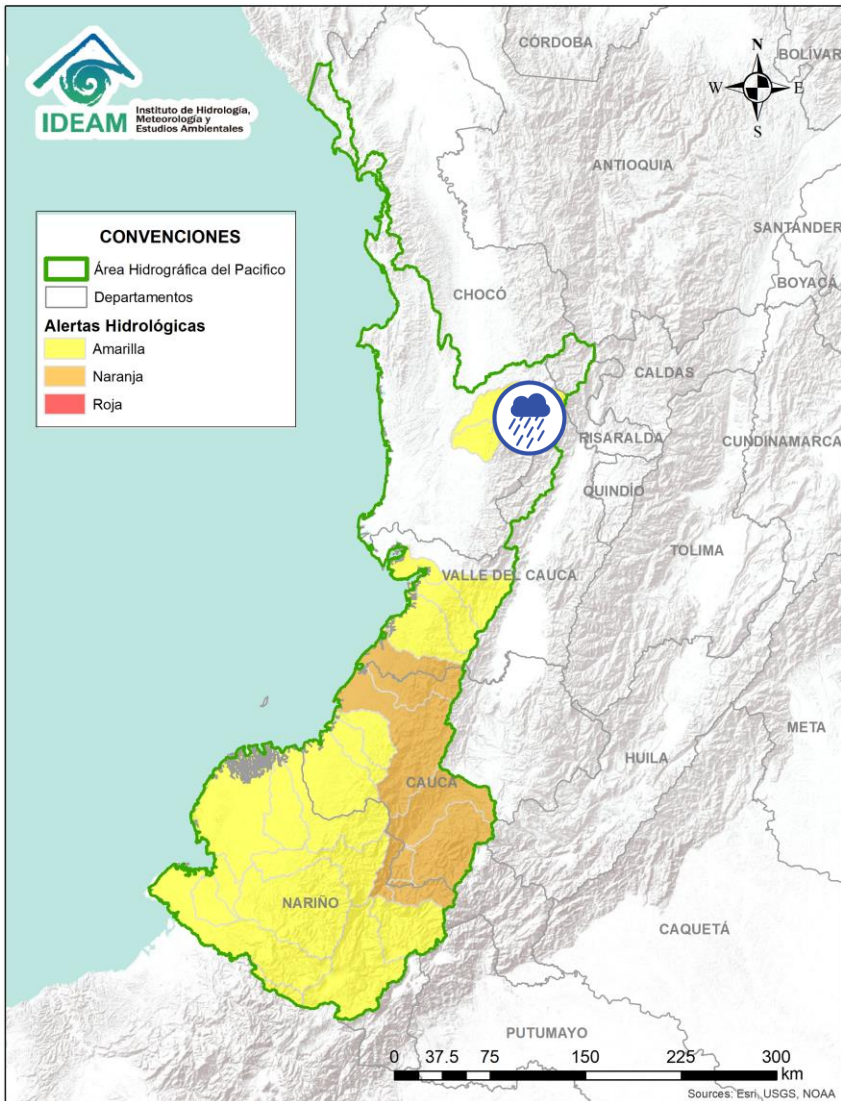 IDEAM
Instituto de Hidrología,
Meteorología y
Estudios Ambientales
CÓRDOBA
BOLÍVAR
N
W
E
S
ANTIOQUIA
SANTANDER
BOYACÁ
CONVENCIONES
Área Hidrográfica del Pacifico
Departamentos
Alertas Hidrológicas
Amarilla
Naranja
Roja
CHOCÓ
CALDAS
RISARALDA
CUNDINAMARCA
QUINDÍO
TOLIMA
VALLE DEL CAUCA
META
HUILA
CAUCA
NARIÑO
CAQUETÁ
PUTUMAYO
0 37.5 75 150 225 300
km
Sources: Esri, USGS, NOAA